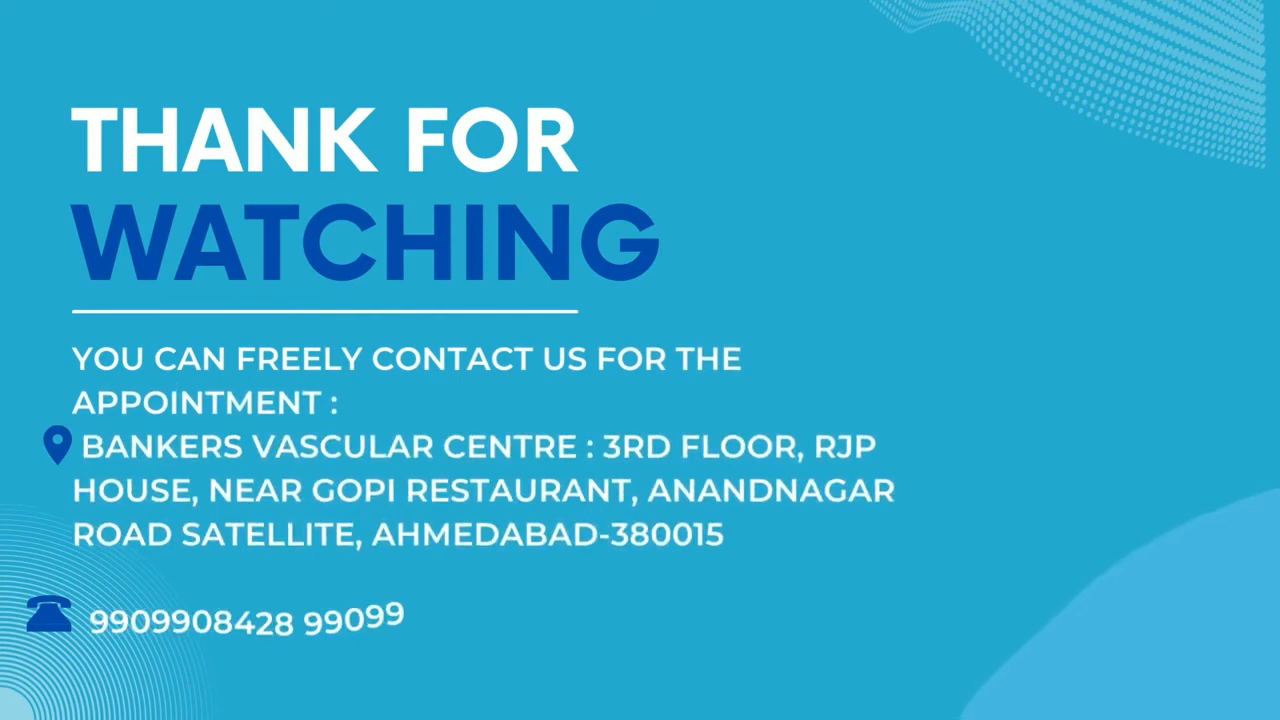 THANK FOR
WATCHING
YOU CAN FREELY CONTACT US FOR THE
APPOINTMENT :
BANKERS VASCULAR CENTRE : 3RD FLOOR, RJP
HOUSE, NEAR GOPI RESTAURANT, ANANDNAGAR
ROAD SATELLITE, AHMEDABAD-380015
9909908428 99099